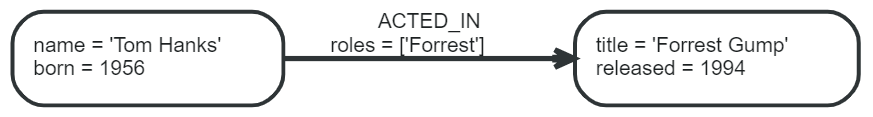 name = 'Tom Hanks'
born = 1956
ACTED_IN
roles = ['Forrest']
title = 'Forrest Gump'
released = 1994